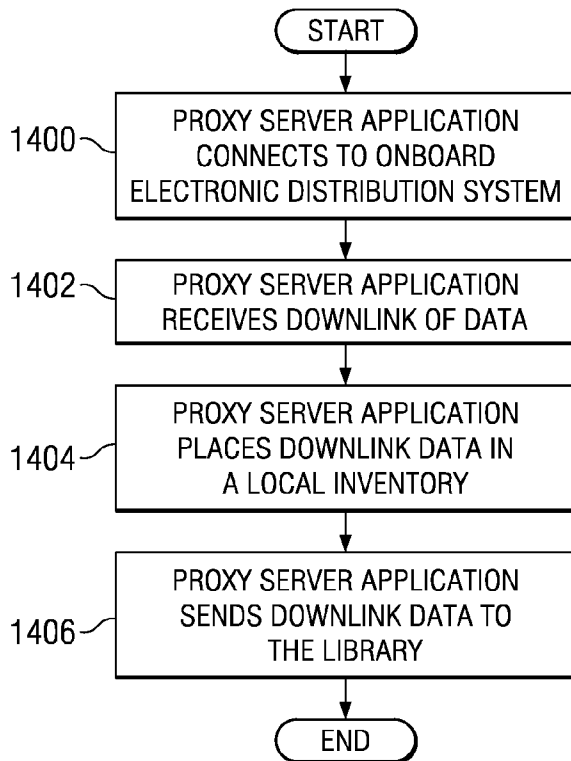 START
1400
PROXY SERVER APPLICATION
CONNECTS TO ONBOARD
ELECTRONIC DISTRIBUTION SYSTEM
1402
PROXY SERVER APPLICATION
RECEIVES DOWNLINK OF DATA
1404
PROXY SERVER APPLICATION
PLACES DOWNLINK DATA IN
A LOCAL INVENTORY
1406
PROXY SERVER APPLICATION
SENDS DOWNLINK DATA TO
THE LIBRARY
END